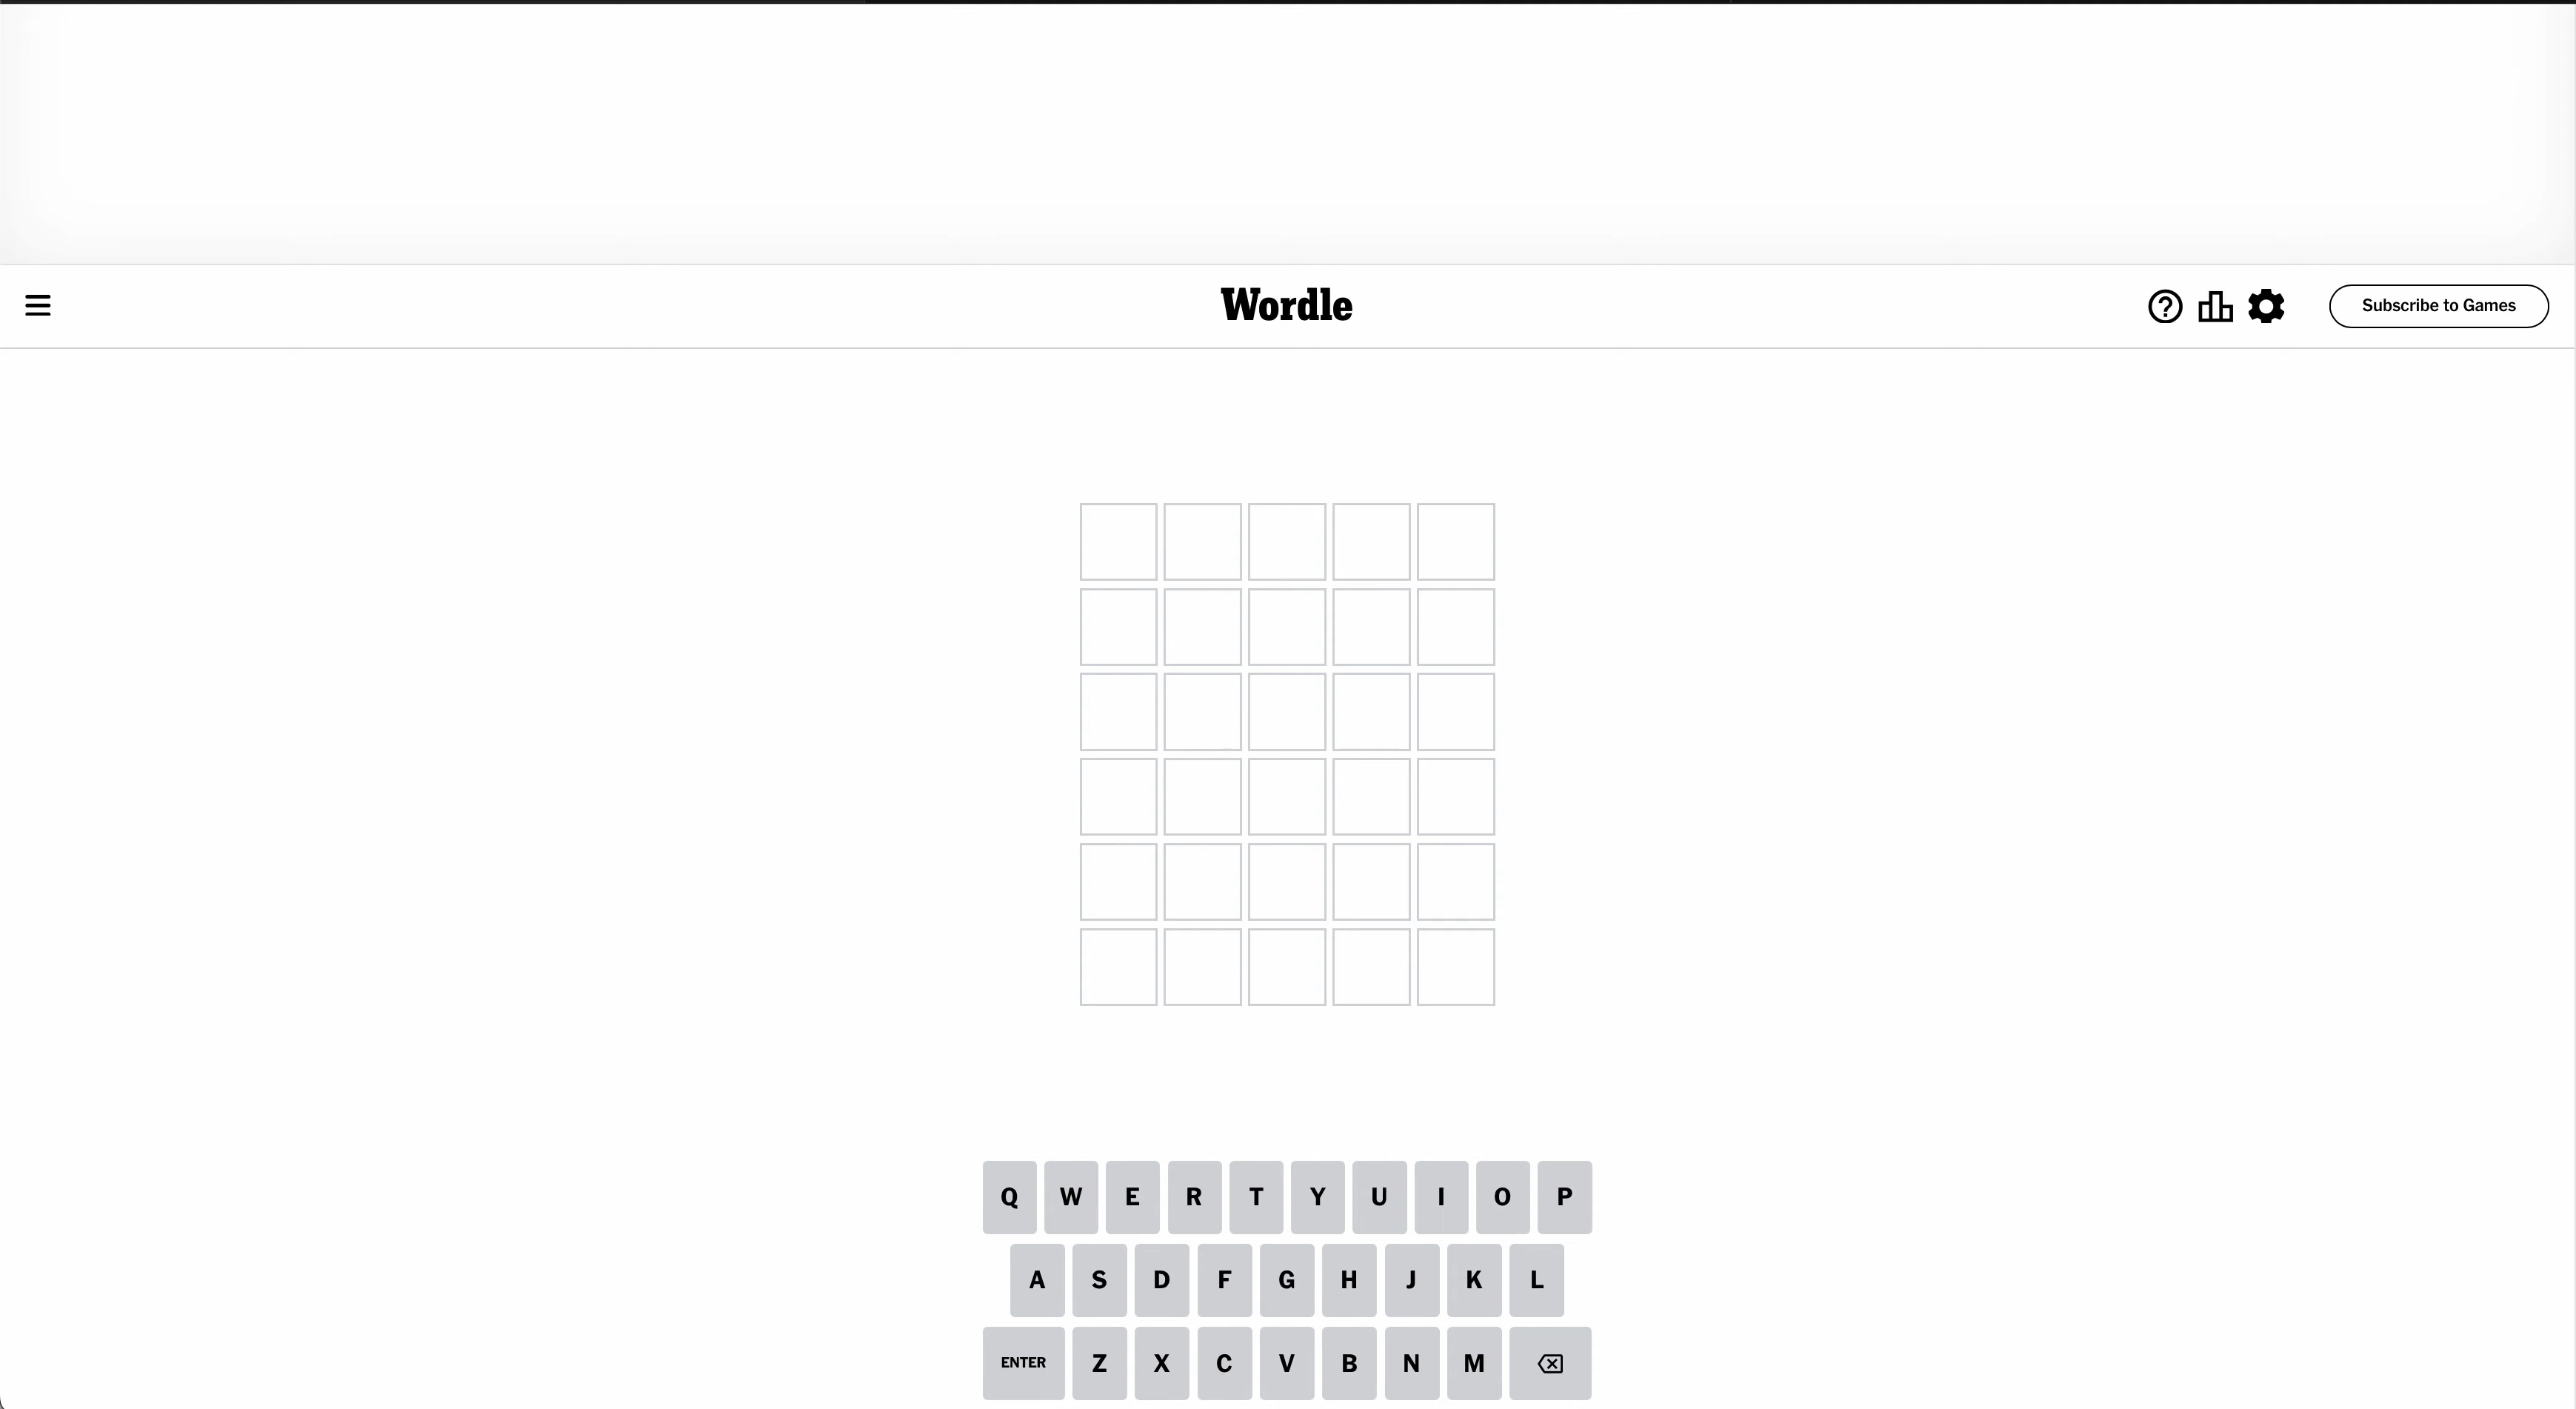 Wordle
Subscribe to Games
Q W E R T Y U I O P
A S D F G H J K L
ENTER Z X C V B N M